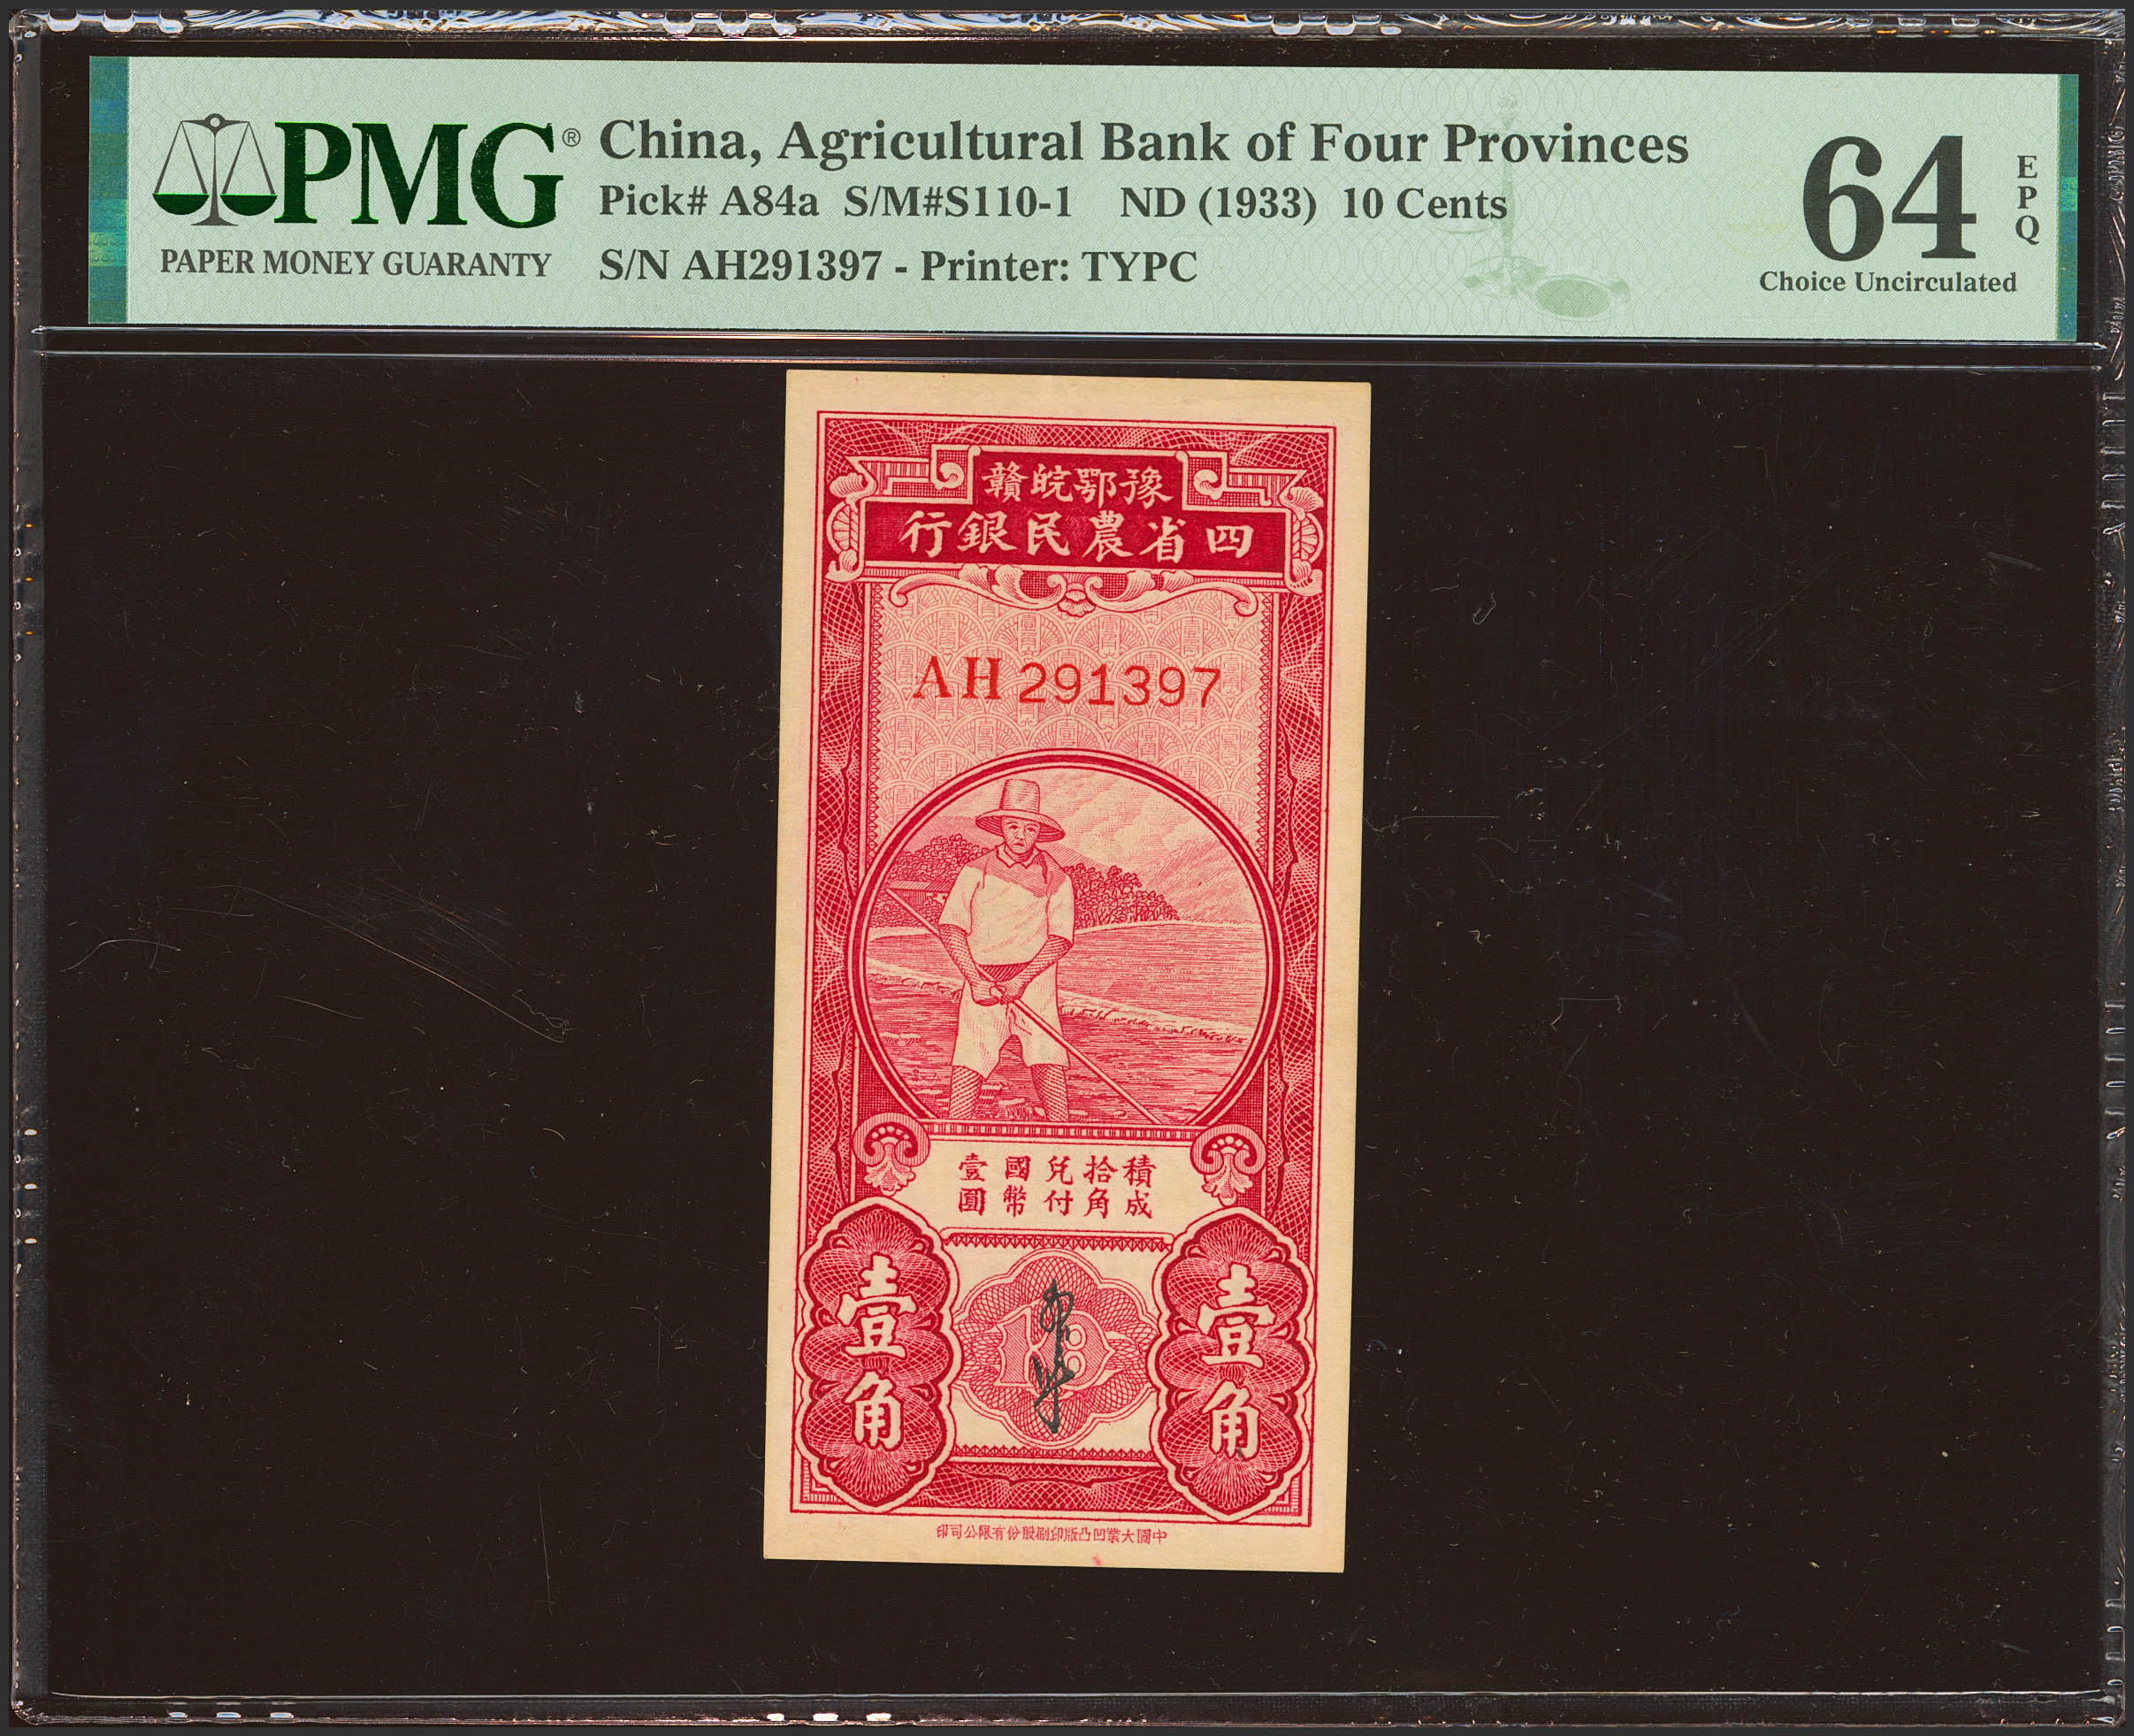 PMG®
PAPER MONEY GUARANTY
China, Agricultural Bank of Four Provinces
Pick# A84a S/M#S110-1 ND (1933) 10 Cents
S/N AH291397 - Printer: TYPC
64
EPQ
Choice Uncirculated
豫鄂皖贛
四省農民銀行
AH291397
積成
拾角
兌付
國幣
壹圓
壹角
10
壹角
中國大業凹凸版印刷股份有限公司印